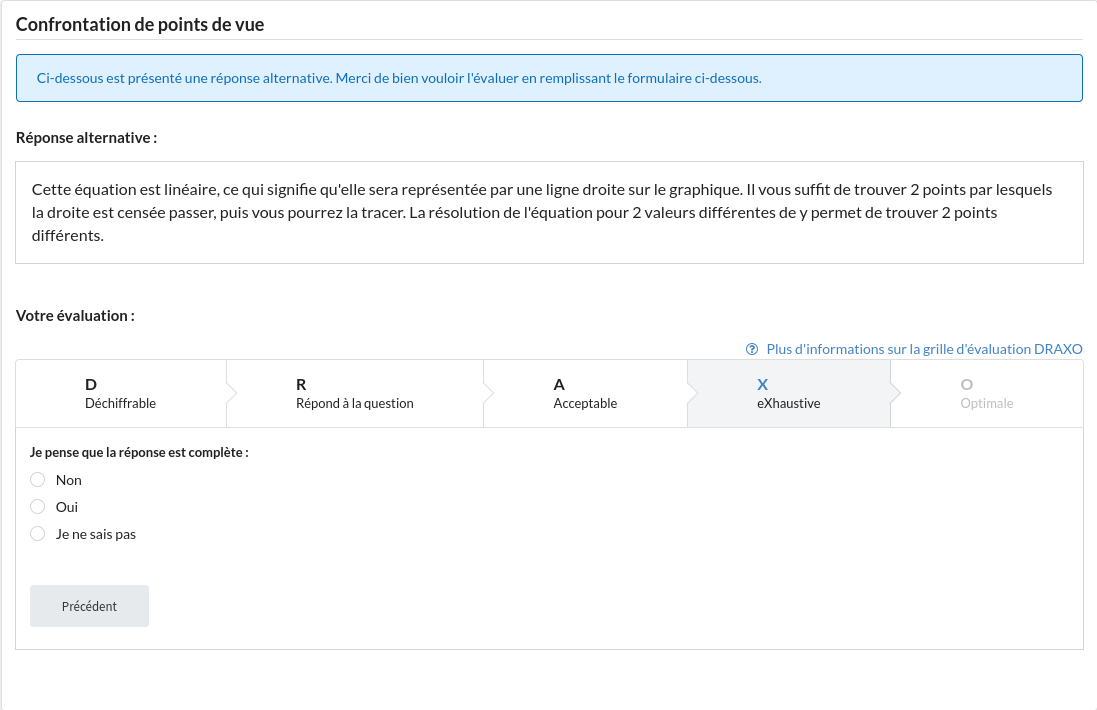 Confrontation de points de vue
Ci-dessous est présenté une réponse alternative. Merci de bien vouloir l'évaluer en remplissant le formulaire ci-dessous.
Réponse alternative :
Cette équation est linéaire, ce qui signifie qu'elle sera représentée par une ligne droite sur le graphique. Il vous suffit de trouver 2 points par lesquels
la droite est censée passer, puis vous pourrez la tracer. La résolution de l'équation pour 2 valeurs différentes de y permet de trouver 2 points
différents.
Votre évaluation :
Plus d'informations sur la grille d'évaluation DRAXO
D
Déchiffrable
R
Répond à la question
A
Acceptable
X
eXhaustive
O
Optimale
Je pense que la réponse est complète :
Non
Oui
Je ne sais pas
Précédent